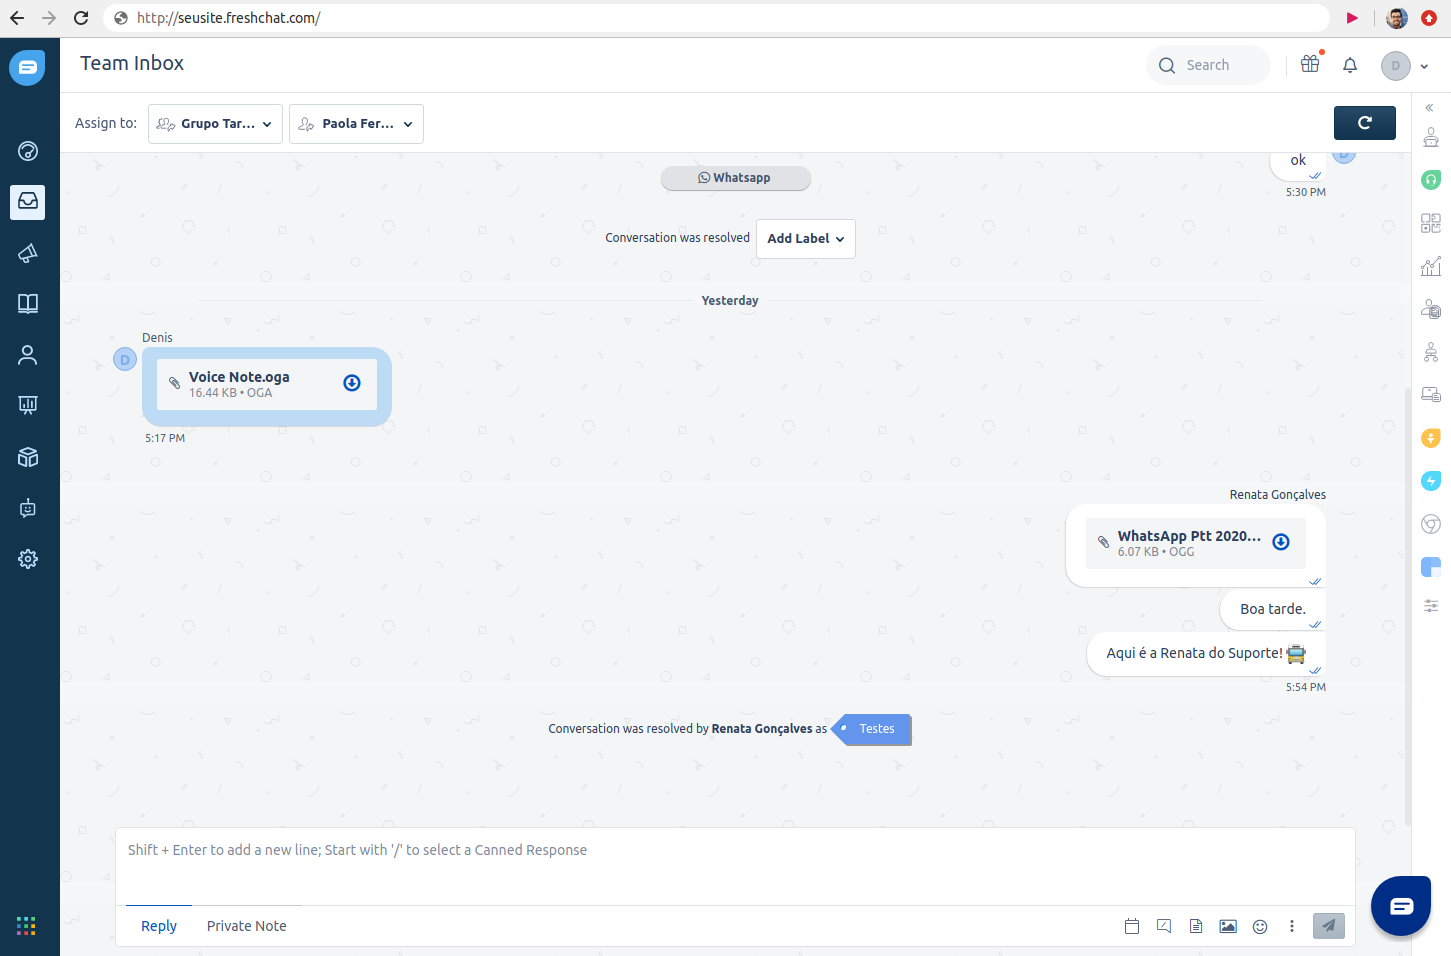 http://seusite.freshchat.com/
Team Inbox
Search
D
Assign to:
Grupo Tar...
Paola Fer...
ok
D
5:30 PM
Whatsapp
Conversation was resolved
Add Label
Yesterday
Denis
D
Voice Note.oga
16.44 KB • OGA
5:17 PM
Renata Gonçalves
WhatsApp Ptt 2020...
6.07 KB • OGG
Boa tarde.
Aqui é a Renata do Suporte!
5:54 PM
Conversation was resolved by Renata Gonçalves as
Testes
Shift + Enter to add a new line; Start with '/' to select a Canned Response
Reply
Private Note